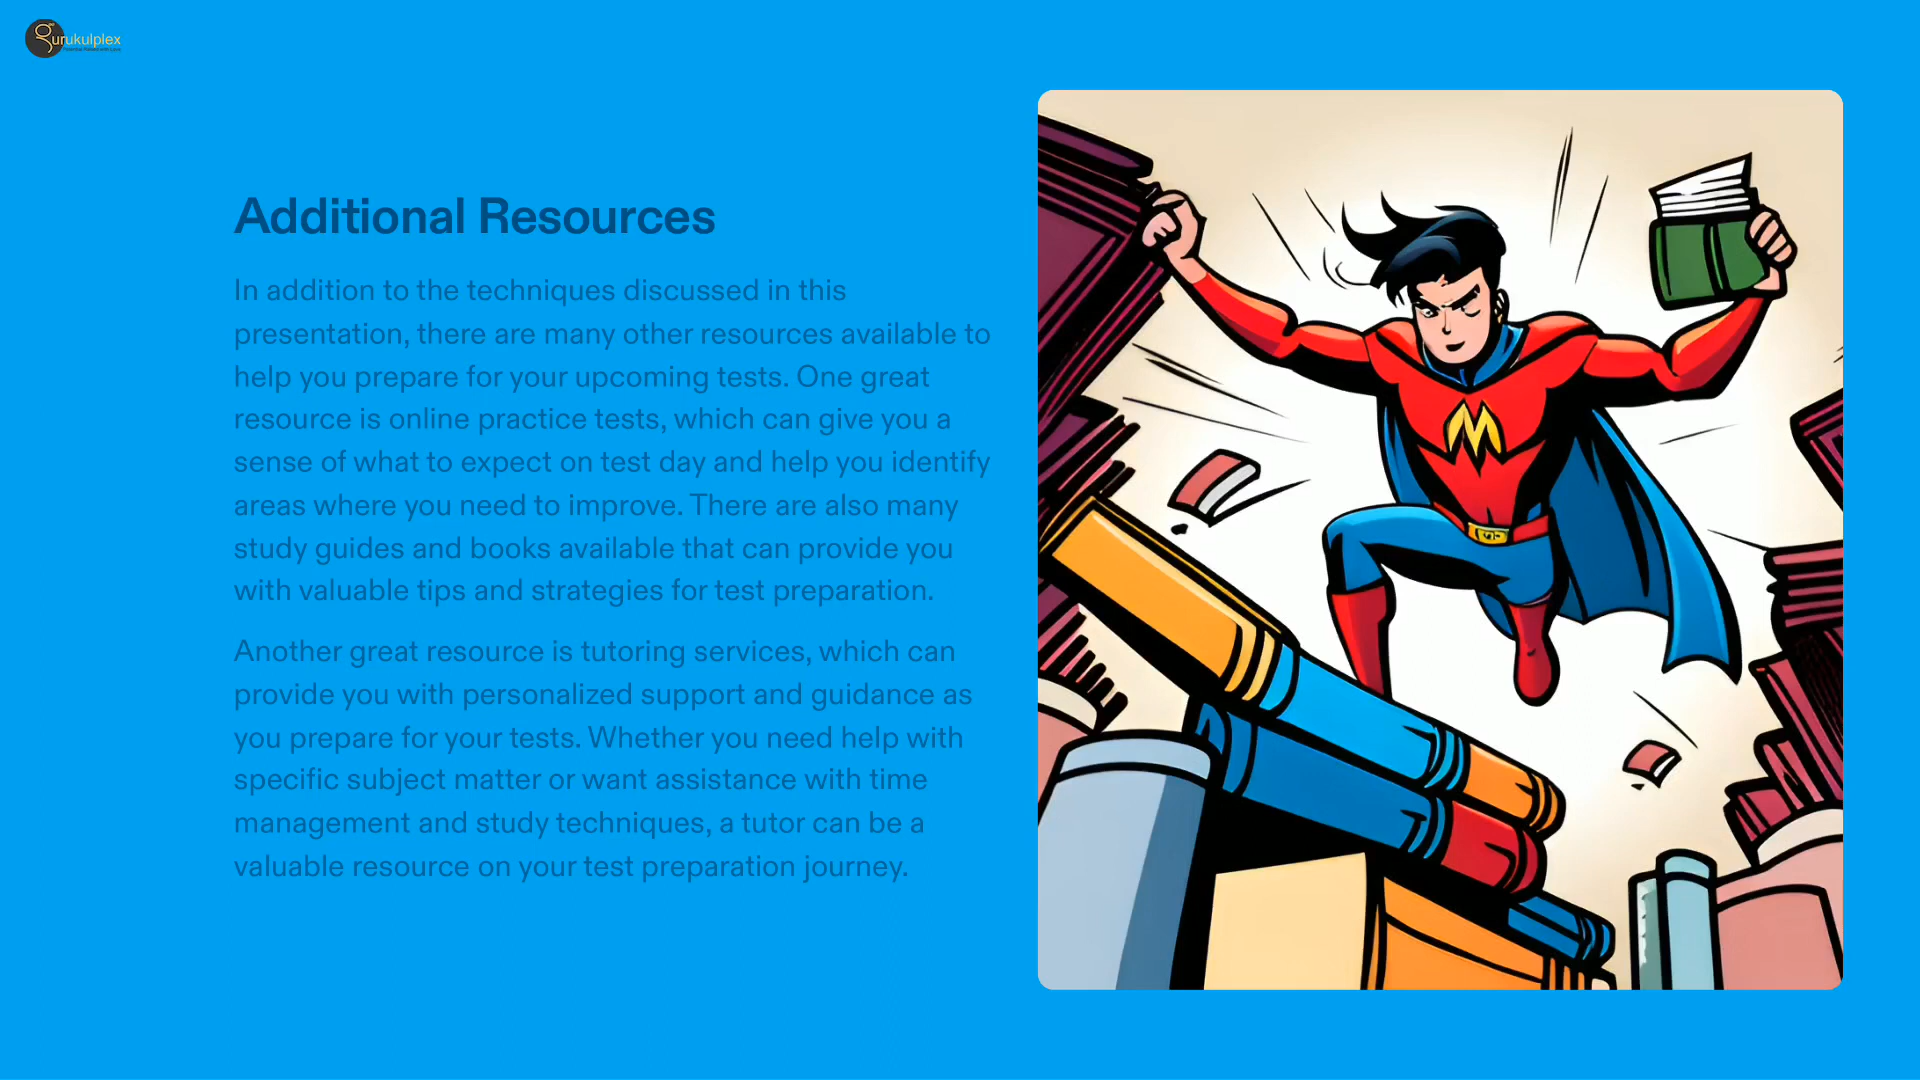 gurukulplex
Additional Resources
In addition to the techniques discussed in this
presentation, there are many other resources available to
help you prepare for your upcoming tests. One great
resource is online practice tests, which can give you a
sense of what to expect on test day and help you identify
areas where you need to improve. There are also many
study guides and books available that can provide you
with valuable tips and strategies for test preparation.
Another great resource is tutoring services, which can
provide you with personalized support and guidance as
you prepare for your tests. Whether you need help with
specific subject matter or want assistance with time
management and study techniques, a tutor can be a
valuable resource on your test preparation journey.
M